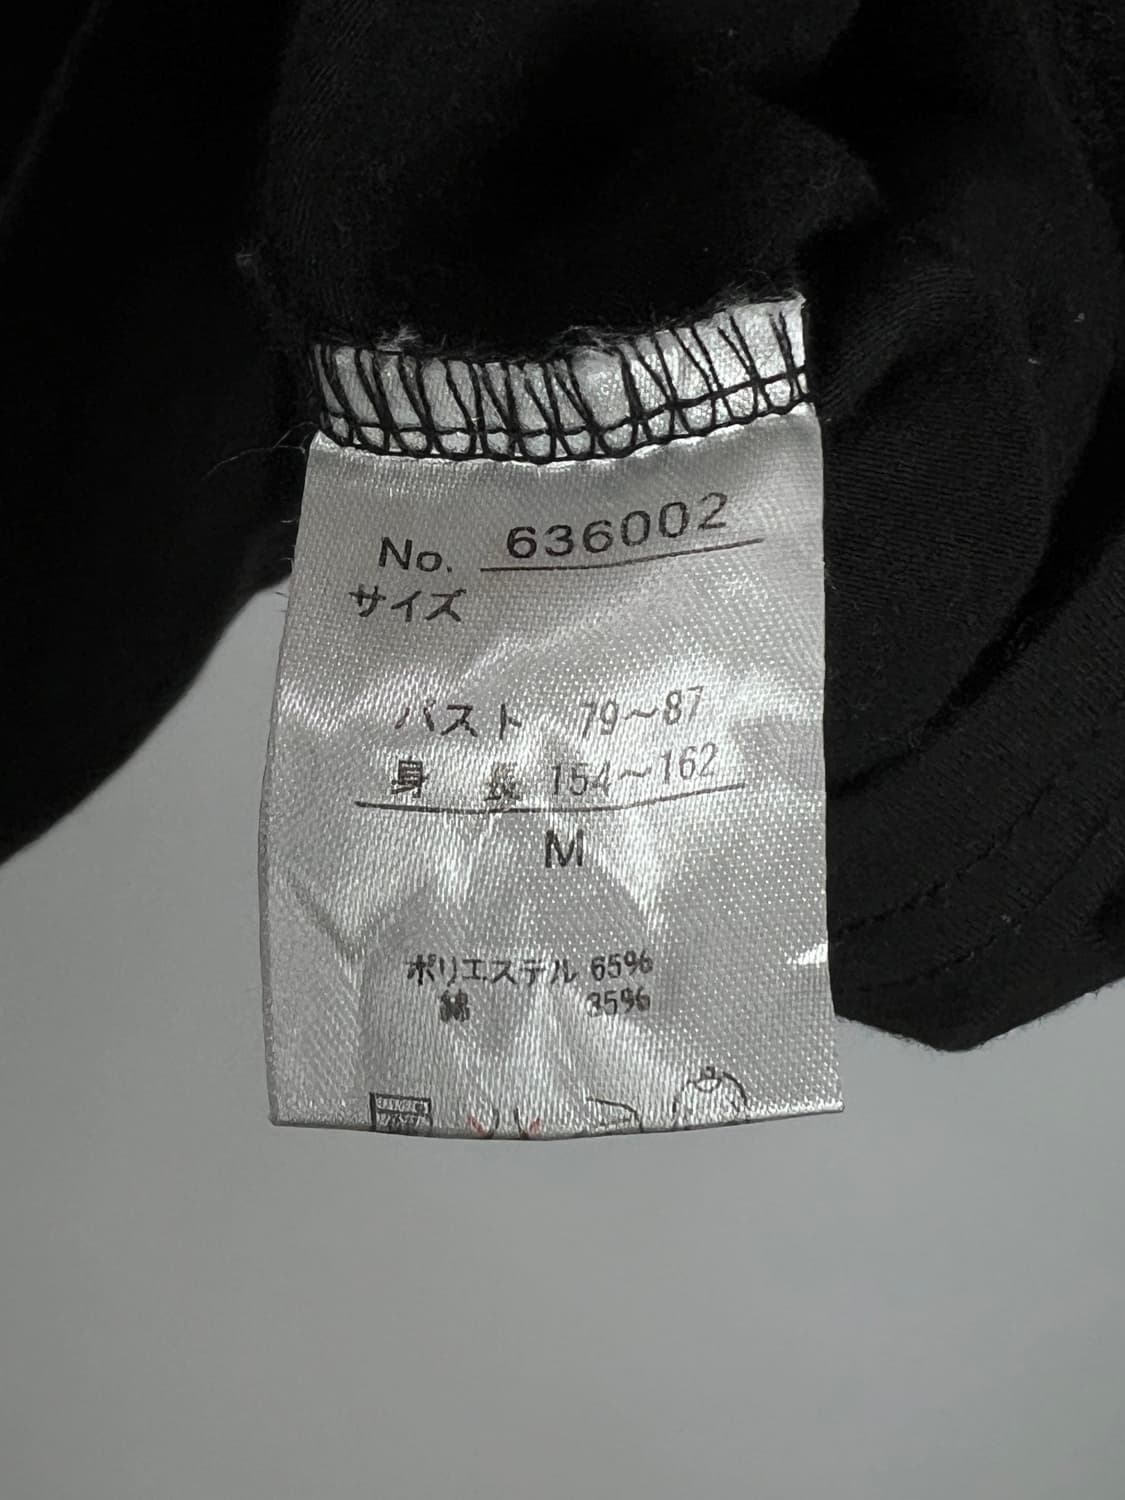 No. 636002
サイズ
バスト 79～87
身 長 154～162
M
ポリエステル 65%
綿 35%